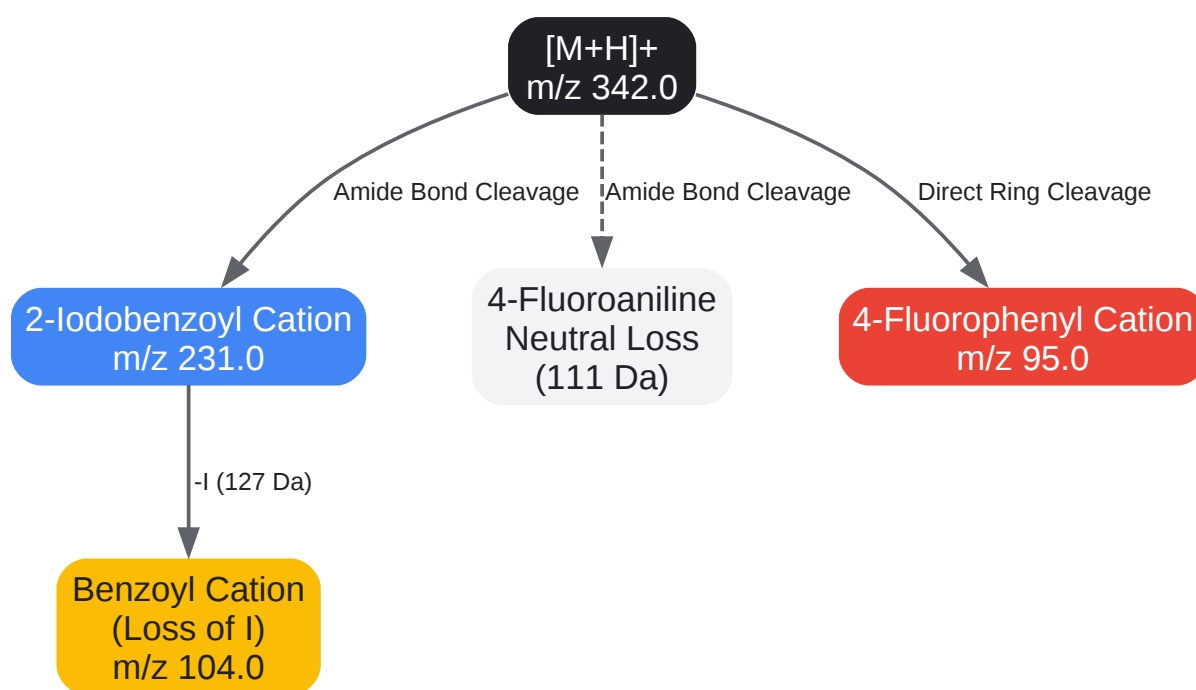 [M+H]+
m/z 342.0
Amide Bond Cleavage
Amide Bond Cleavage
Direct Ring Cleavage
2-Iodobenzoyl Cation
m/z 231.0
4-Fluoroaniline
Neutral Loss
(111 Da)
4-Fluorophenyl Cation
m/z 95.0
-I (127 Da)
Benzoyl Cation
(Loss of I)
m/z 104.0